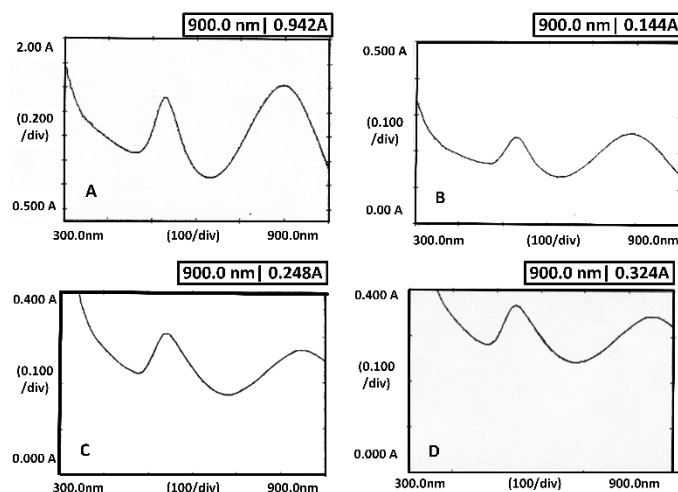 900.0 nm| 0.942A
2.00 A
(0.200
/div)
A
0.500 A
300.0nm (100/div) 900.0nm
900.0 nm| 0.144A
0.500 A
(0.100
/div)
B
0.00 A
300.0nm (100/div) 900.0nm
900.0 nm| 0.248A
0.400 A
(0.100
/div)
C
0.000 A
300.0nm (100/div) 900.0nm
900.0 nm| 0.324A
0.400 A
(0.100
/div)
D
0.000 A
300.0nm (100/div) 900.0nm